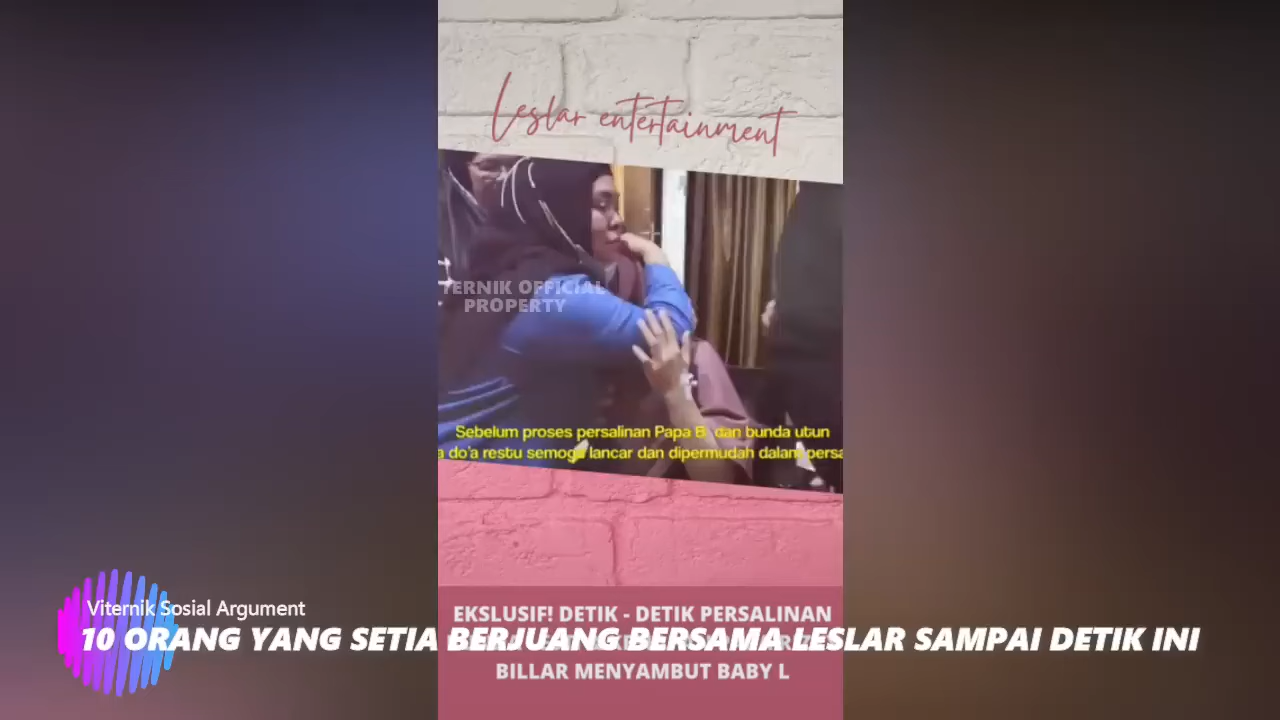 Leslar entertainment
TERNIK OFFICIAL
PROPERTY
Sebelum proses persalinan Papa B dan bunda utun
a do'a restu semoga lancar dan dipermudah dalam persa
EKSLUSIF! DETIK - DETIK PERSALINAN
Viternik Sosial Argument
10 ORANG YANG SETIA BERJUANG BERSAMA LESLAR SAMPAI DETIK INI
BILLAR MENYAMBUT BABY L